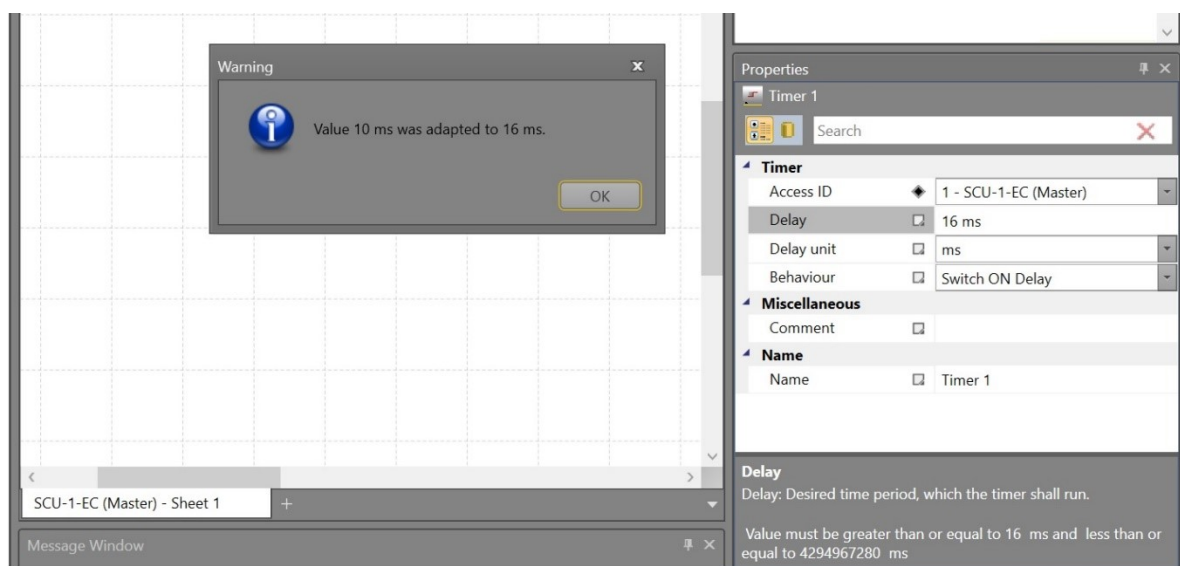 Warning
Value 10 ms was adapted to 16 ms.
OK
SCU-1-EC (Master) - Sheet 1
+
Message Window
Properties
Timer 1
Search
Timer
Access ID
1 - SCU-1-EC (Master)
Delay
16 ms
Delay unit
ms
Behaviour
Switch ON Delay
Miscellaneous
Comment
Name
Name
Timer 1
Delay
Delay: Desired time period, which the timer shall run.
Value must be greater than or equal to 16 ms and less than or
equal to 4294967280 ms